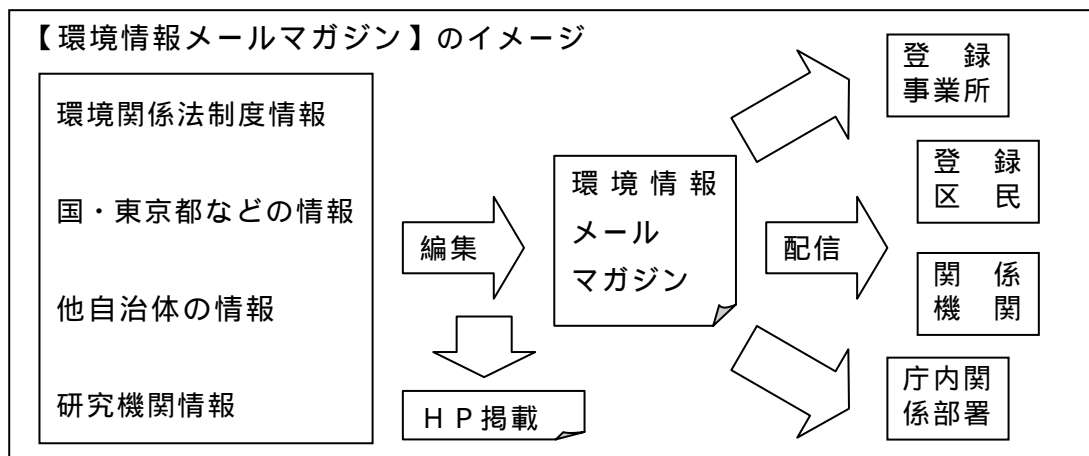 【環境情報メールマガジン】のイメージ
環境関係法制度情報
国・東京都などの情報
他自治体の情報
研究機関情報
編集
HP掲載
環境情報
メール
マガジン
配信
登録
事業所
登録
区民
関係
機関
庁内関
係部署